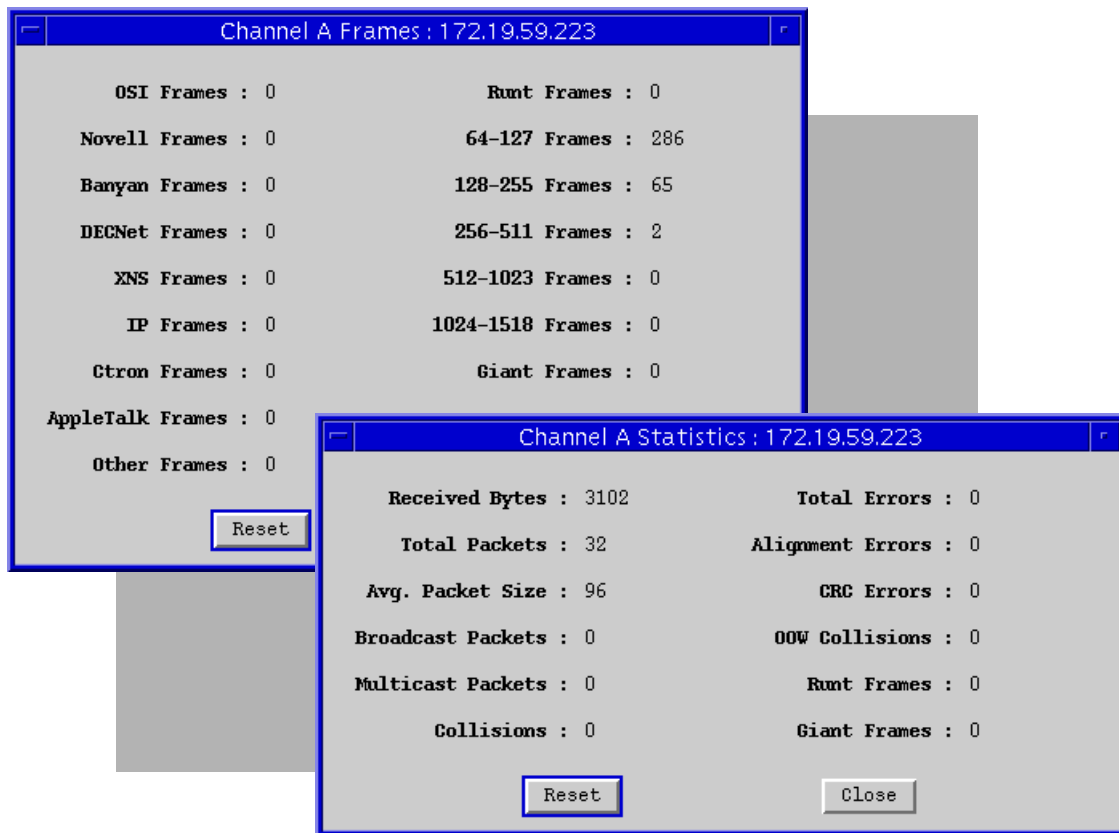 Channel A Frames : 172.19.59.223
OSI Frames : 0 Runt Frames : 0
Novell Frames : 0 64-127 Frames : 286
Banyan Frames : 0 128-255 Frames : 65
DECNet Frames : 0 256-511 Frames : 2
XNS Frames : 0 512-1023 Frames : 0
IP Frames : 0 1024-1518 Frames : 0
Ctron Frames : 0 Giant Frames : 0
AppleTalk Frames : 0
Other Frames : 0
Reset
Channel A Statistics : 172.19.59.223
Received Bytes : 3102 Total Errors : 0
Total Packets : 32 Alignment Errors : 0
Avg. Packet Size : 96 CRC Errors : 0
Broadcast Packets : 0 OOW Collisions : 0
Multicast Packets : 0 Runt Frames : 0
Collisions : 0 Giant Frames : 0
Reset Close